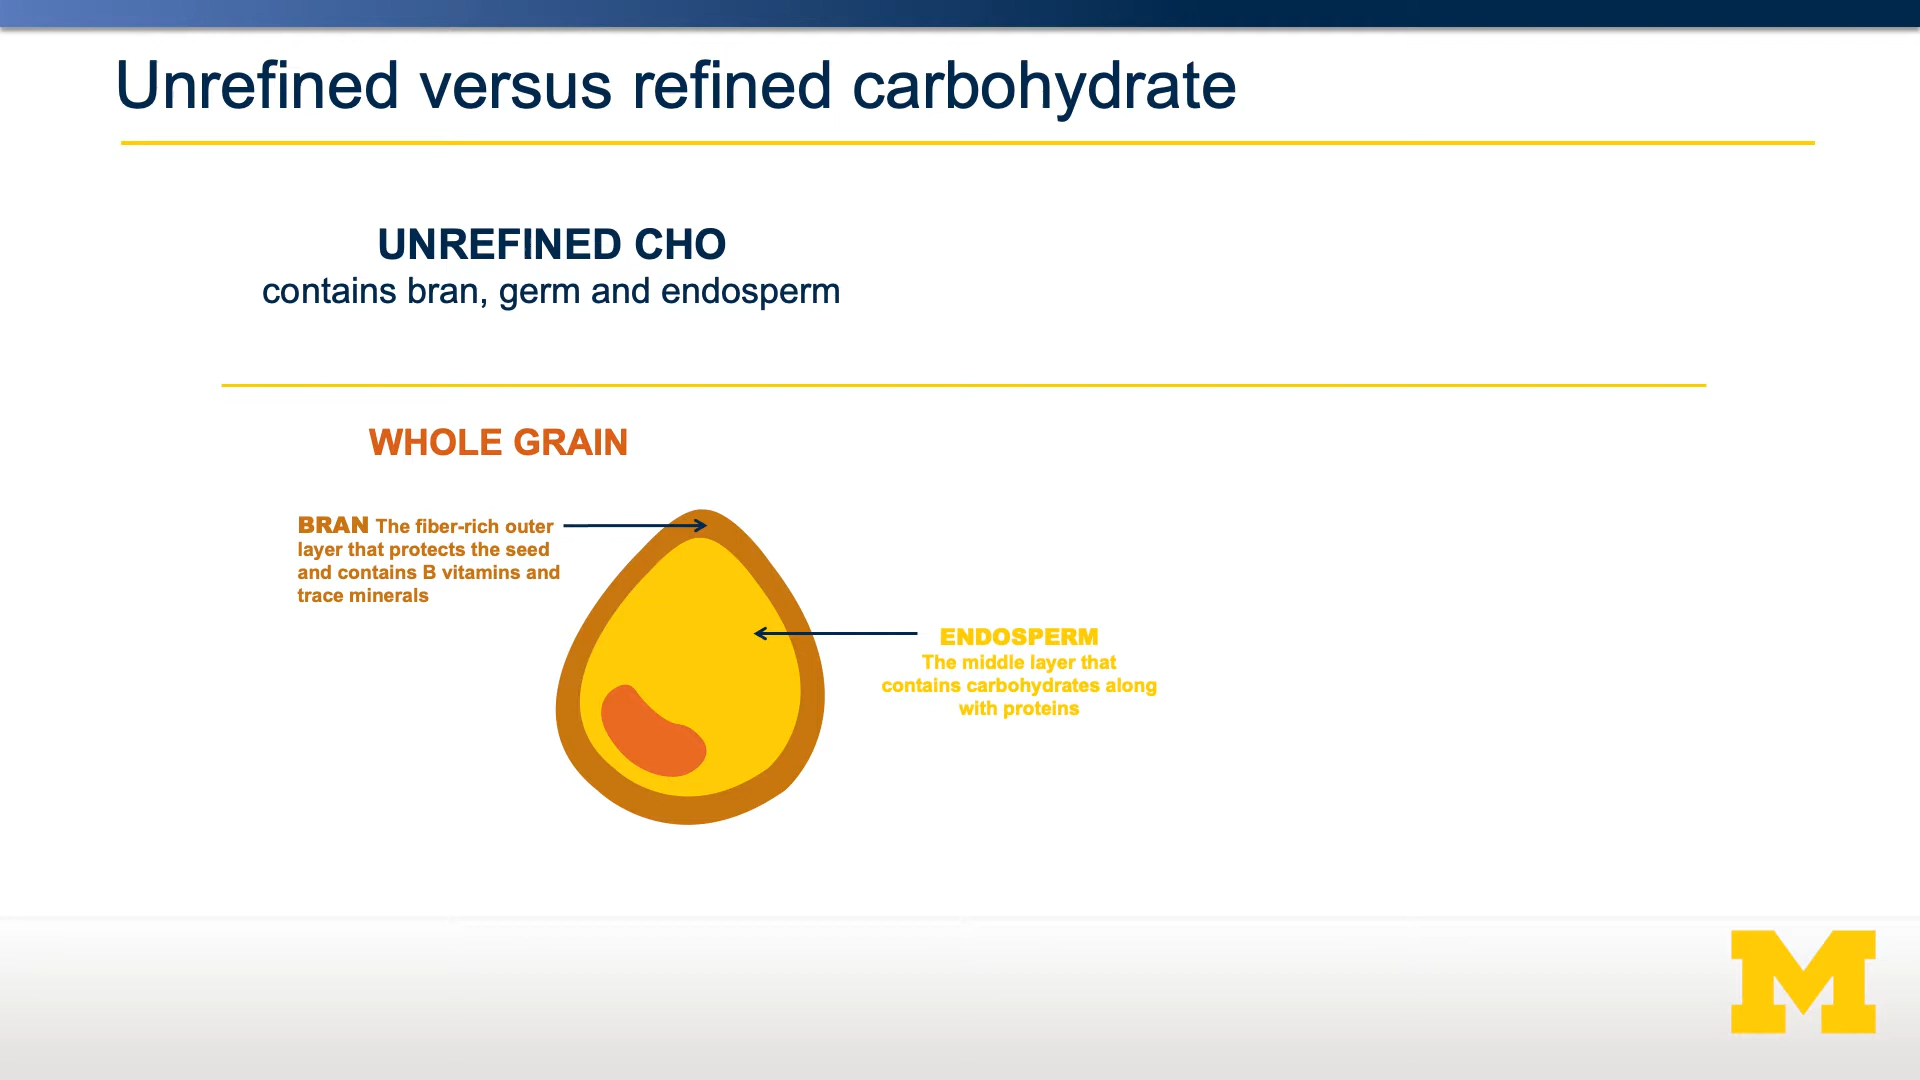 Unrefined versus refined carbohydrate
UNREFINED CHO
contains bran, germ and endosperm
WHOLE GRAIN
BRAN The fiber-rich outer
layer that protects the seed
and contains B vitamins and
trace minerals
ENDOSPERM
The middle layer that
contains carbohydrates along
with proteins
M